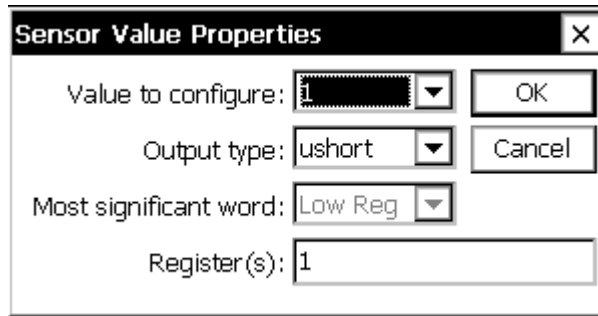 Sensor Value Properties
Value to configure: 1 OK
Output type: ushort Cancel
Most significant word: Low Reg
Register(s): 1